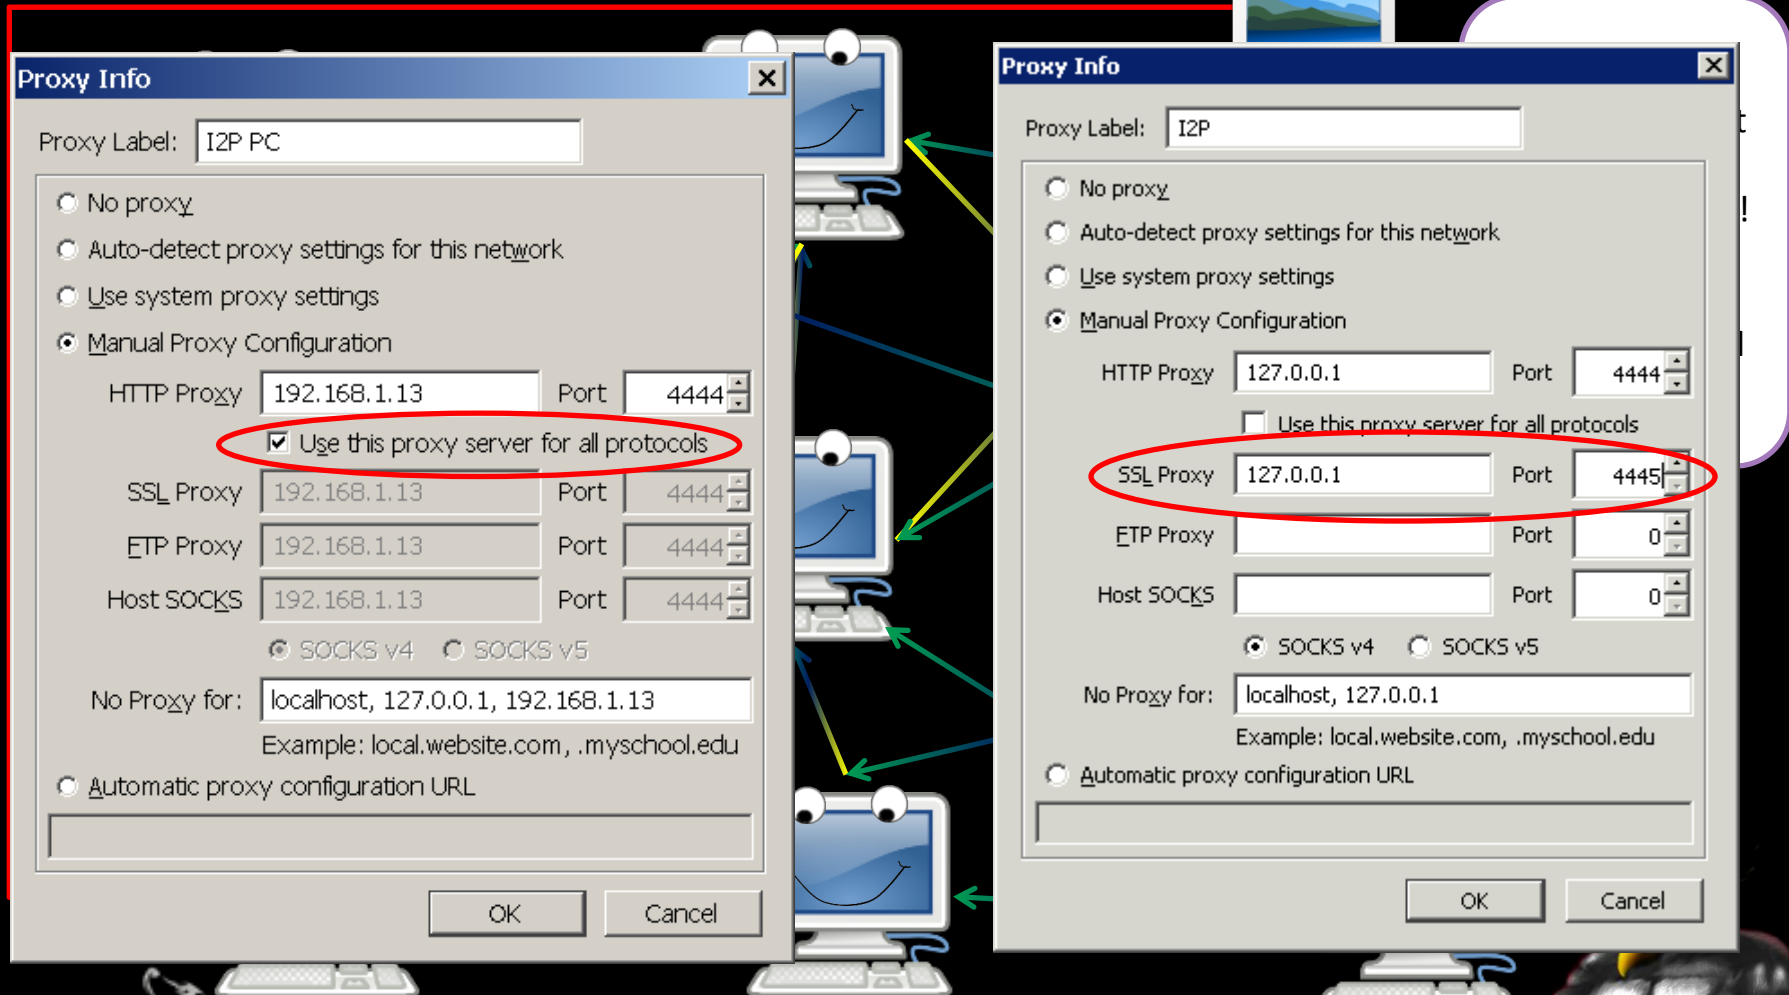 Proxy Info
Proxy Label: I2P PC
No proxy
Auto-detect proxy settings for this network
Use system proxy settings
Manual Proxy Configuration
HTTP Proxy 192.168.1.13 Port 4444
Use this proxy server for all protocols
SSL Proxy 192.168.1.13 Port 4444
FTP Proxy 192.168.1.13 Port 4444
Host SOCKS 192.168.1.13 Port 4444
SOCKS v4 SOCKS v5
No Proxy for: localhost, 127.0.0.1, 192.168.1.13
Example: local.website.com, .myschool.edu
Automatic proxy configuration URL
OK Cancel
Proxy Info
Proxy Label: I2P
No proxy
Auto-detect proxy settings for this network
Use system proxy settings
Manual Proxy Configuration
HTTP Proxy 127.0.0.1 Port 4444
Use this proxy server for all protocols
SSL Proxy 127.0.0.1 Port 4445
FTP Proxy Port 0
Host SOCKS Port 0
SOCKS v4 SOCKS v5
No Proxy for: localhost, 127.0.0.1
Example: local.website.com, .myschool.edu
Automatic proxy configuration URL
OK Cancel